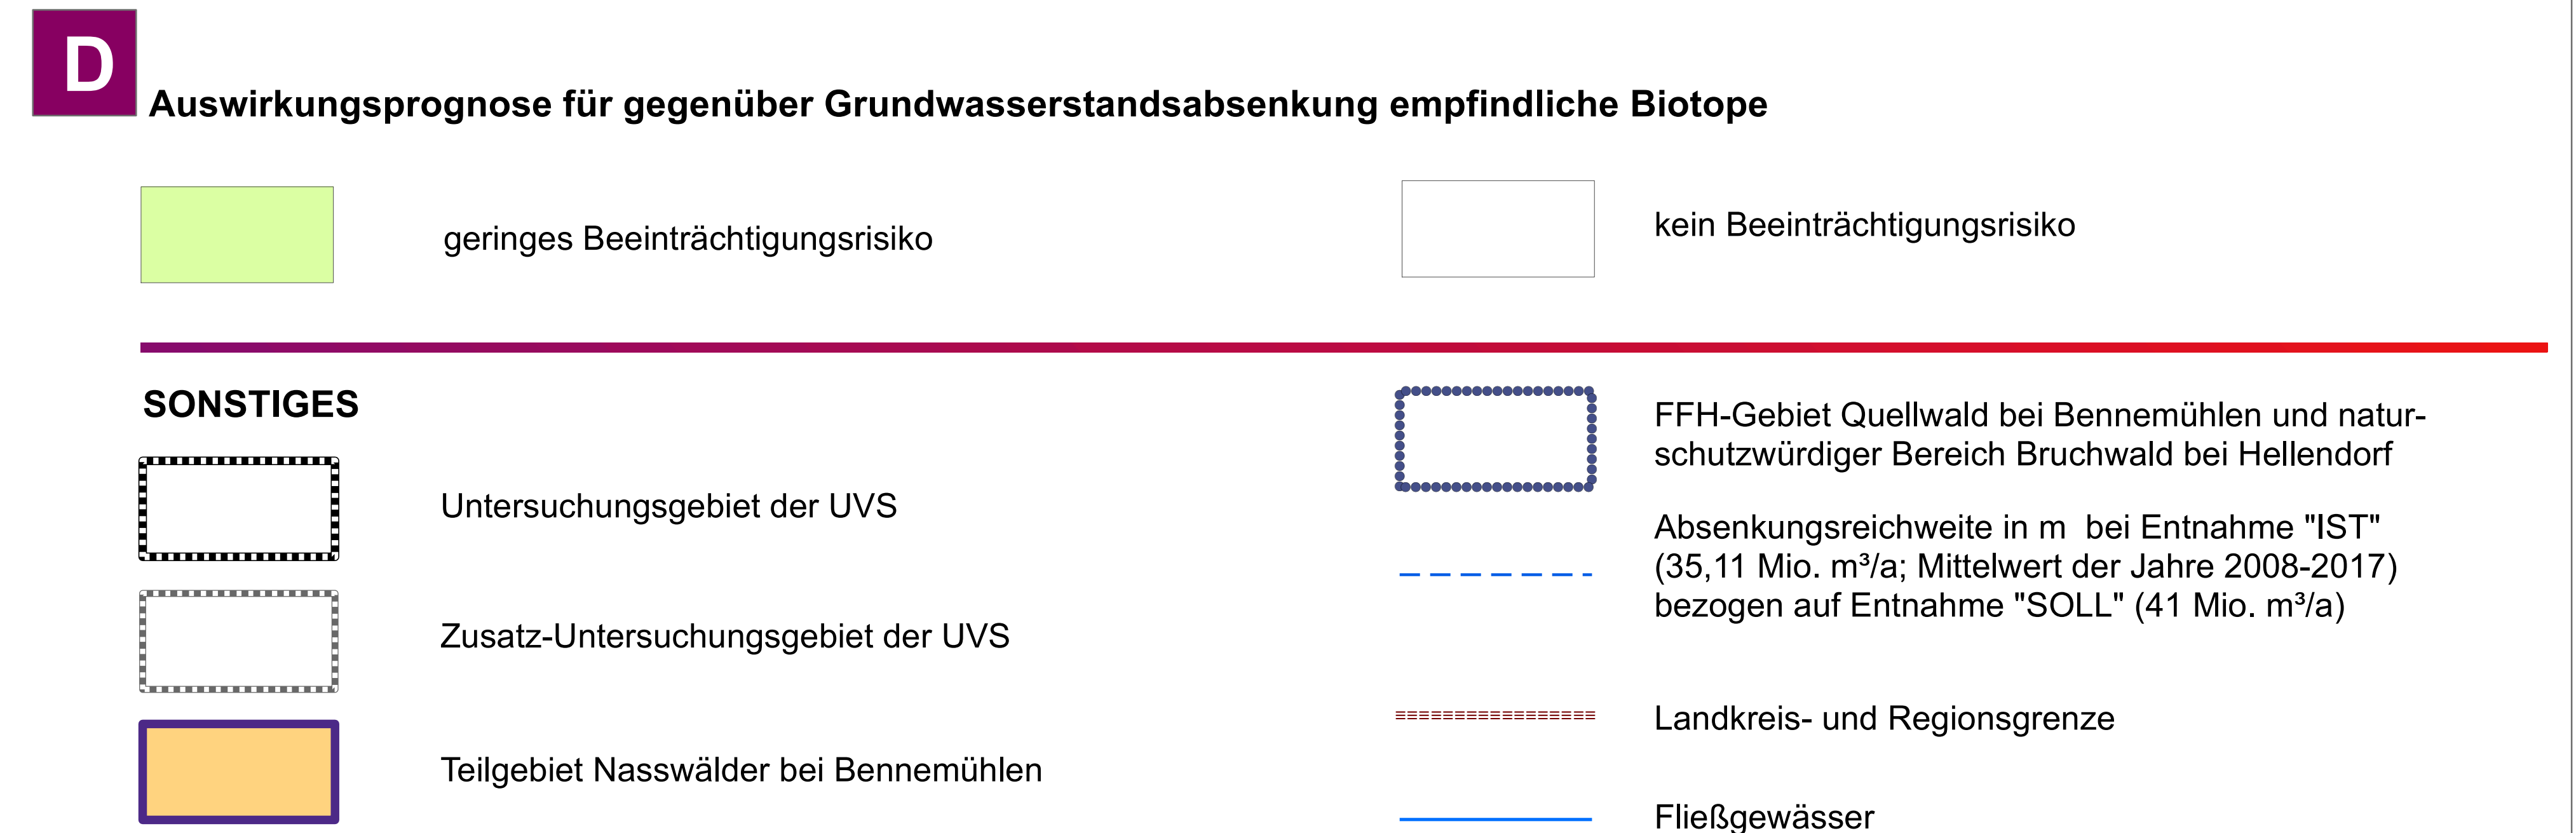 D
Auswirkungsprognose für gegenüber Grundwasserstandsabsenkung empfindliche Biotope
geringes Beeinträchtigungsrisiko
kein Beeinträchtigungsrisiko
SONSTIGES
Untersuchungsgebiet der UVS
Zusatz-Untersuchungsgebiet der UVS
Teilgebiet Nasswälder bei Bennemühlen
FFH-Gebiet Quellwald bei Bennemühlen und natur-
schutzwürdiger Bereich Bruchwald bei Hellendorf
Absenkungsreichweite in m  bei Entnahme "IST"
(35,11 Mio. m³/a; Mittelwert der Jahre 2008-2017)
bezogen auf Entnahme "SOLL" (41 Mio. m³/a)
Landkreis- und Regionsgrenze
Fließgewässer